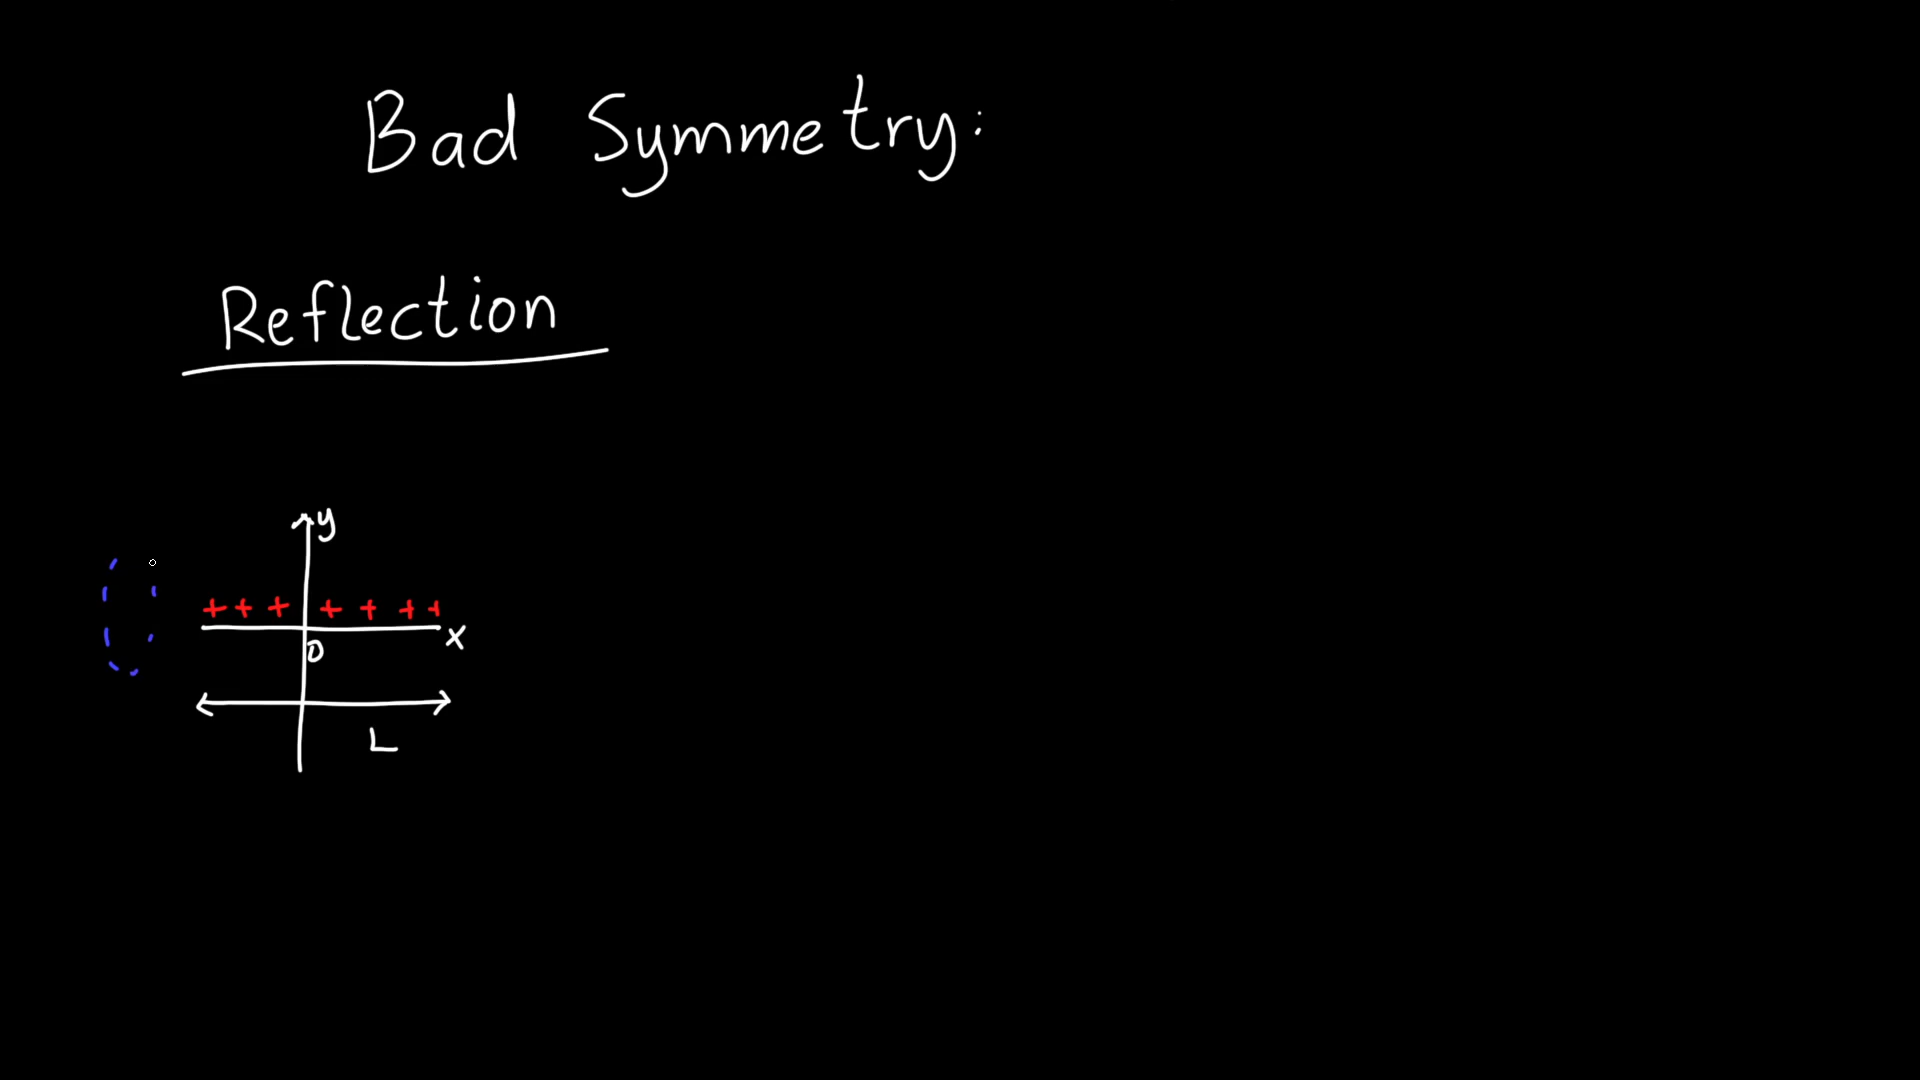 Bad Symmetry:
Reflection
y
+ + + + + + +
x
0
L